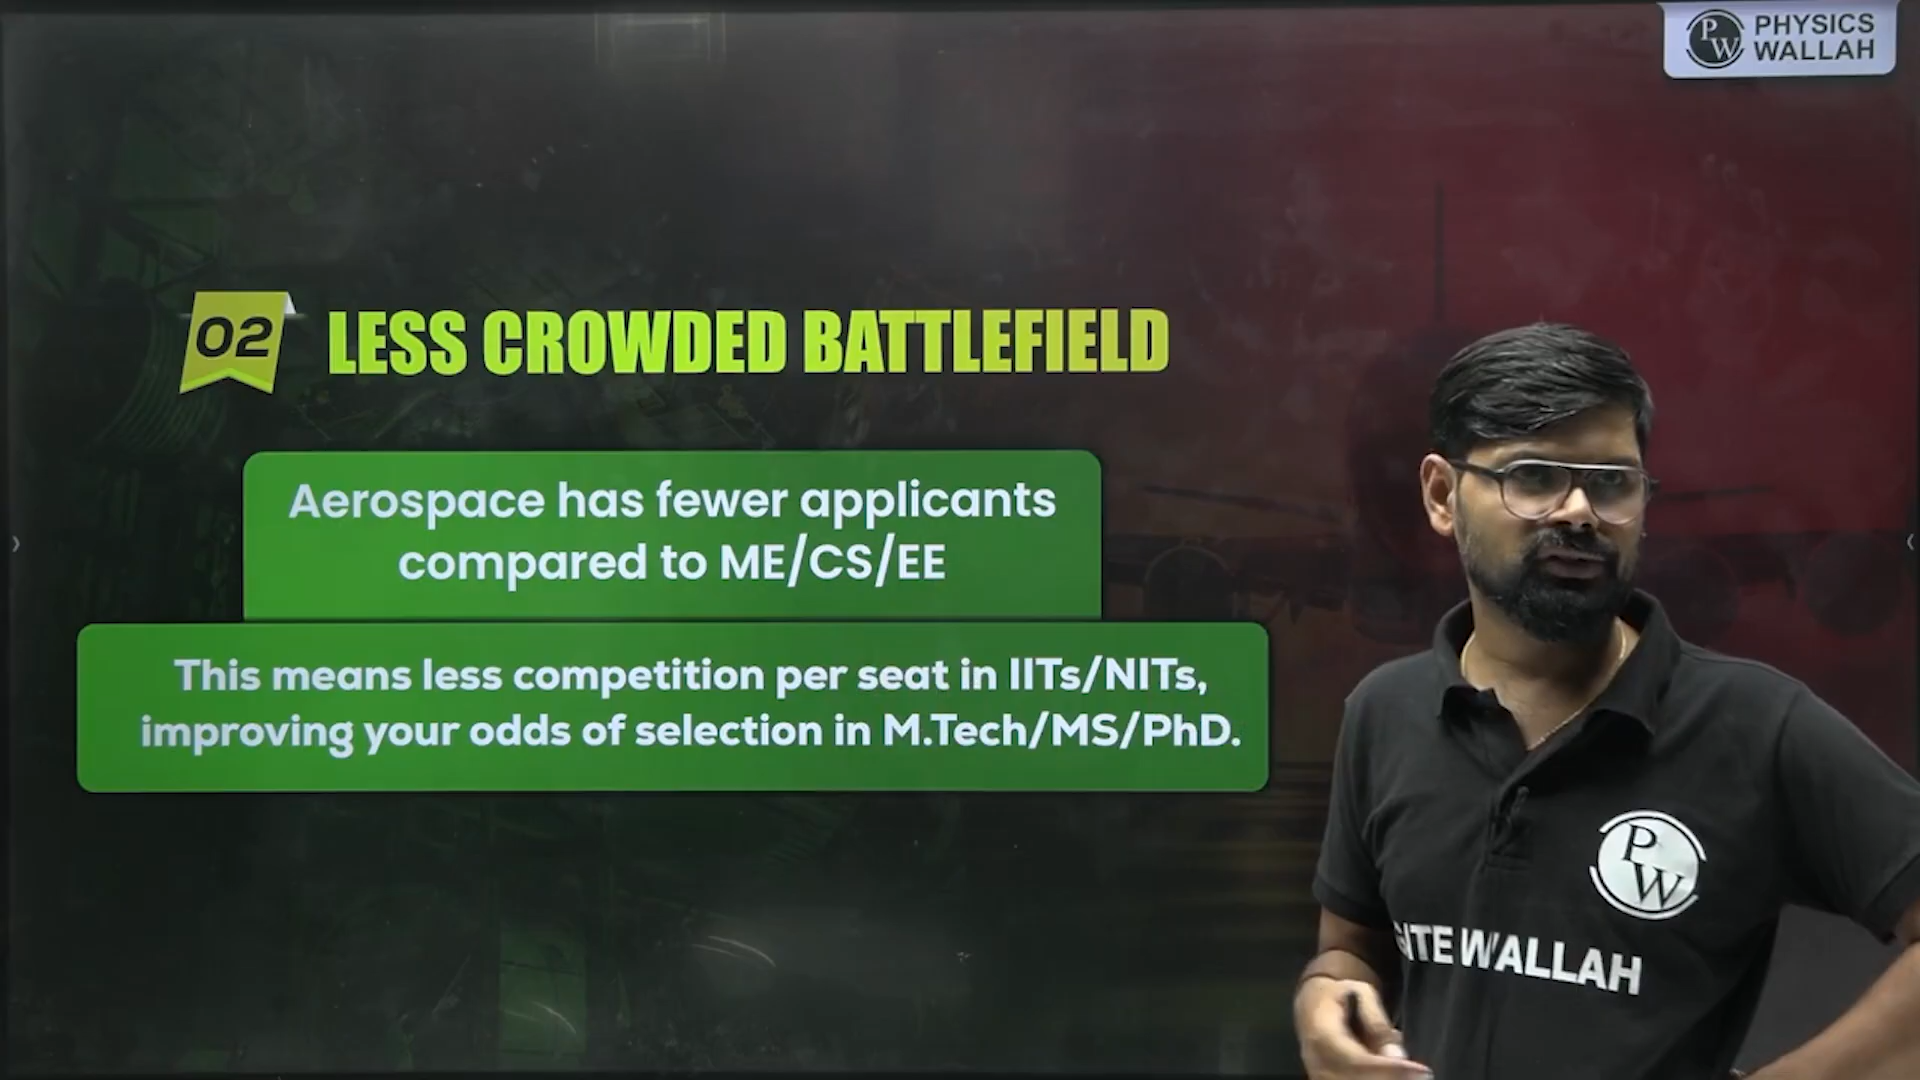 PW PHYSICS
WALLAH
02 LESS CROWDED BATTLEFIELD
Aerospace has fewer applicants
compared to ME/CS/EE
This means less competition per seat in IITs/NITs,
improving your odds of selection in M.Tech/MS/PhD.
PW
WALLAH